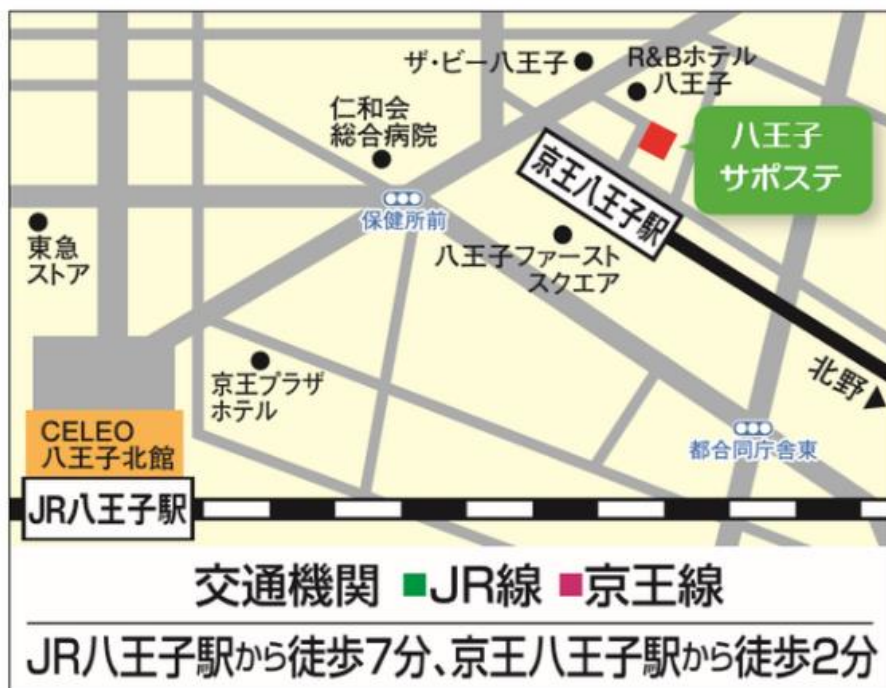 ザ・ビー八王子
R&Bホテル
八王子
仁和会
総合病院
八王子
サポステ
京王八王子駅
保健所前
東急
ストア
八王子ファースト
スクエア
京王プラザ
ホテル
北野
CELEO
八王子北館
都合同庁舎東
JR八王子駅
交通機関 ■JR線 ■京王線
JR八王子駅から徒歩7分、京王八王子駅から徒歩2分